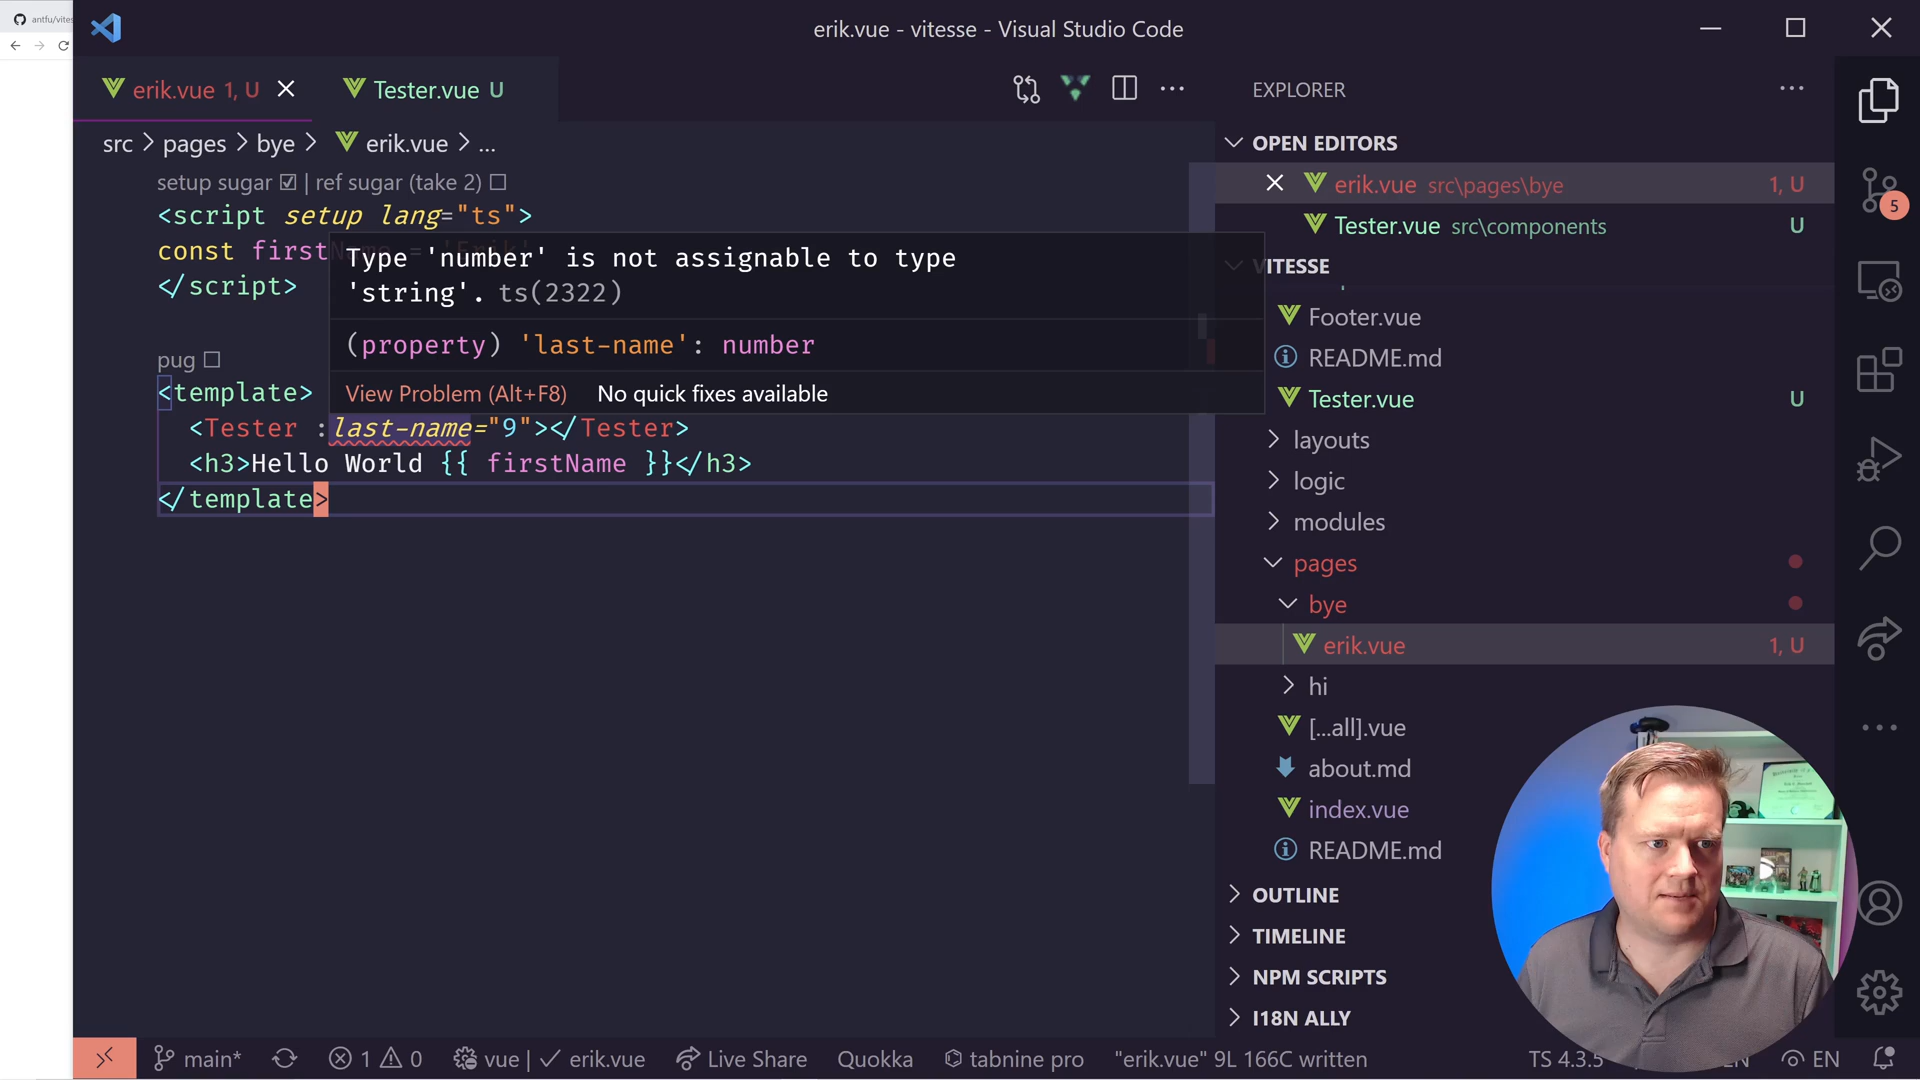 antfu/vites
erik.vue - vitesse - Visual Studio Code
erik.vue 1, U
Tester.vue U
src > pages > bye > erik.vue > ...
setup sugar ☑ | ref sugar (take 2) ☐
<script setup lang="ts">
const firstName = 'Erik'
</script>
Type 'number' is not assignable to type
'string'. ts(2322)
(property) 'last-name': number
View Problem (Alt+F8) No quick fixes available
pug ☐
<template>
<Tester :last-name="9"></Tester>
<h3>Hello World {{ firstName }}</h3>
</template>
EXPLORER
OPEN EDITORS
erik.vue src\pages\bye 1, U
Tester.vue src\components U
VITESSE
Footer.vue
README.md
Tester.vue U
layouts
logic
modules
pages
bye
erik.vue 1, U
hi
[...all].vue
about.md
index.vue
README.md
OUTLINE
TIMELINE
NPM SCRIPTS
I18N ALLY
5
main* 1 0 vue | ✓ erik.vue Live Share Quokka tabnine pro "erik.vue" 9L 166C written TS 4.3.5 EN